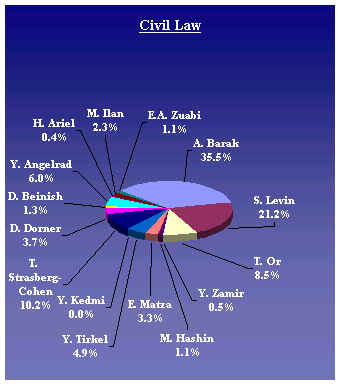 Civil Law
M. Ilan
2.3%
E.A. Zuabi
1.1%
H. Ariel
0.4%
A. Barak
35.5%
Y. Angelrad
6.0%
D. Beinish
1.3%
S. Levin
21.2%
D. Dorner
3.7%
T.
Strasberg-
Cohen
10.2%
T. Or
8.5%
Y. Kedmi
0.0%
E. Matza
3.3%
Y. Zamir
0.5%
Y. Tirkel
4.9%
M. Hashin
1.1%